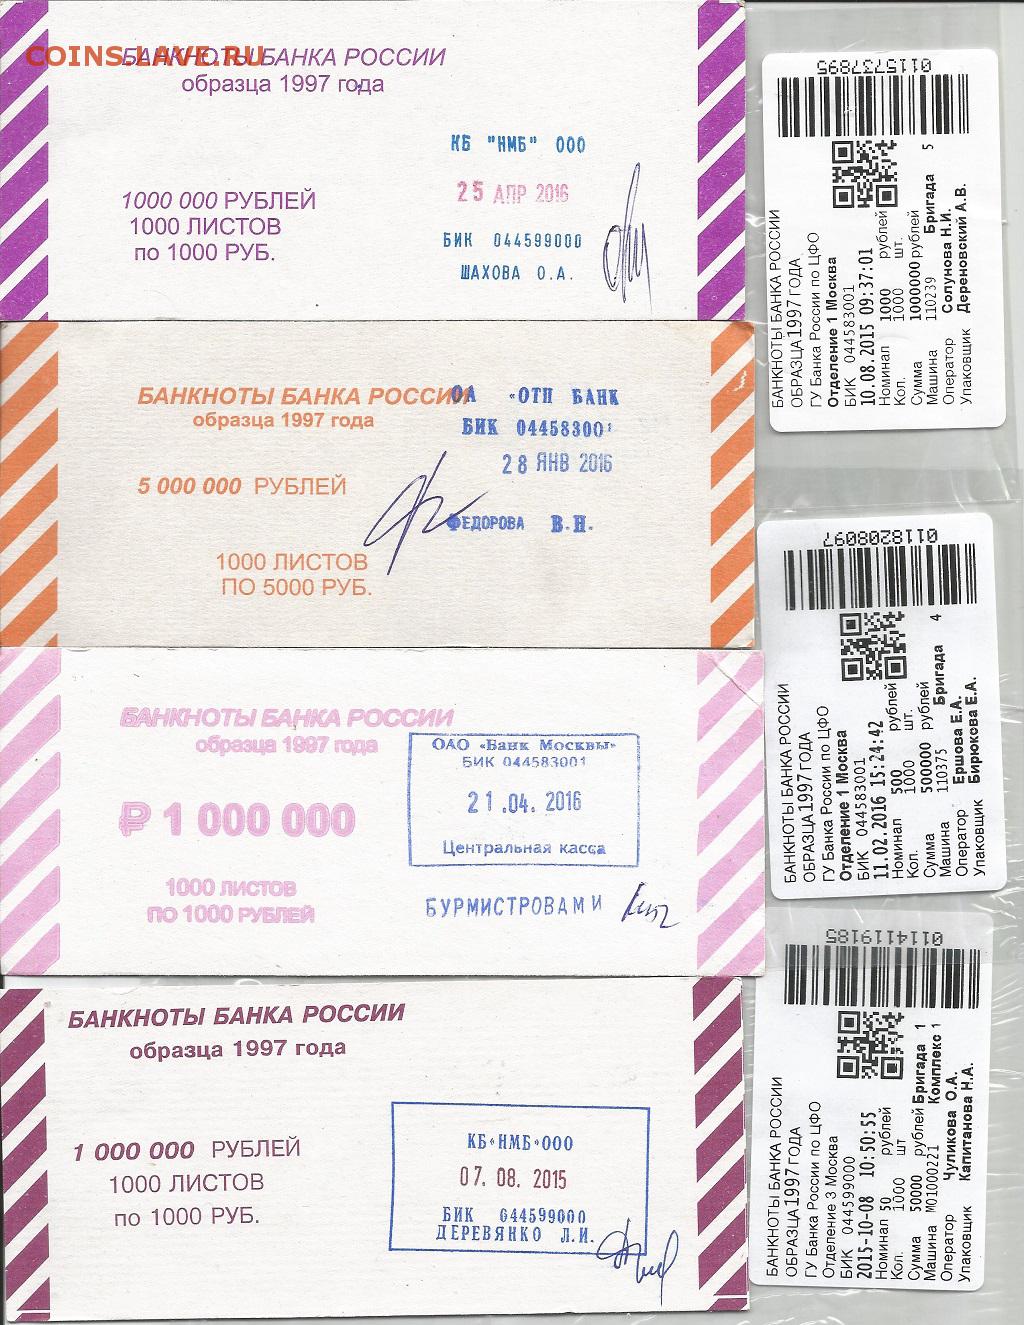 COINS.LAVE.RU
БАНКНОТЫ БАНКА РОССИИ
образца 1997 года
КБ "НМБ" ООО
25 АПР 2016
1000 000 РУБЛЕЙ
1000 ЛИСТОВ
по 1000 РУБ.
БИК 044599000
ШАХОВА О.А.
БАНКНОТЫ БАНКА РОССИИ
образца 1997 года
ОА «ОТП БАНК
БИК 04458300
28 ЯНВ 2016
5 000 000 РУБЛЕЙ
ФЕДОРОВА В.Н.
1000 ЛИСТОВ
ПО 5000 РУБ.
БАНКНОТЫ БАНКА РОССИИ
образца 1997 года
ОАО «Банк Москвы»
БИК 044583001
21.04.2016
Центральная касса
₽ 1 000 000
1000 ЛИСТОВ
ПО 1000 РУБЛЕЙ
БУРМИСТРОВА М И
БАНКНОТЫ БАНКА РОССИИ
образца 1997 года
1 000 000 РУБЛЕЙ
1000 ЛИСТОВ
по 1000 РУБ.
КБ«НМБ»ООО
07.08.2015
БИК 044599000
ДЕРЕВЯНКО Л.И.
0115737895
БАНКНОТЫ БАНКА РОССИИ
ОБРАЗЦА 1997 ГОДА
ГУ Банка России по ЦФО
Отделение 1 Москва
БИК 044583001
10.08.2015 09:37:01
Номинал 1000 рублей
Кол. 1000 шт.
Сумма 1000000 рублей
Машина 110239 Бригада 5
Оператор Солунова Н.И.
Упаковщик Дереновский А.В.
0118208097
БАНКНОТЫ БАНКА РОССИИ
ОБРАЗЦА 1997 ГОДА
ГУ Банка России по ЦФО
Отделение 1 Москва
БИК 044583001
11.02.2016 15:24:42
Номинал 500 рублей
Кол. 1000 шт.
Сумма 500000 рублей
Машина 110375 Бригада 4
Оператор Ершова Е.А.
Упаковщик Бирюкова Е.А.
0114119185
БАНКНОТЫ БАНКА РОССИИ
ОБРАЗЦА 1997 ГОДА
ГУ Банка России по ЦФО
Отделение 3 Москва
БИК 044599000
2015-10-08 10:50:55
Номинал 50 рублей
Кол. 1000 шт
Сумма 50000 рублей Бригада 1
Машина М01000221 Комплекс 1
Оператор Чуликова О.А.
Упаковщик Капитанова Н.А.